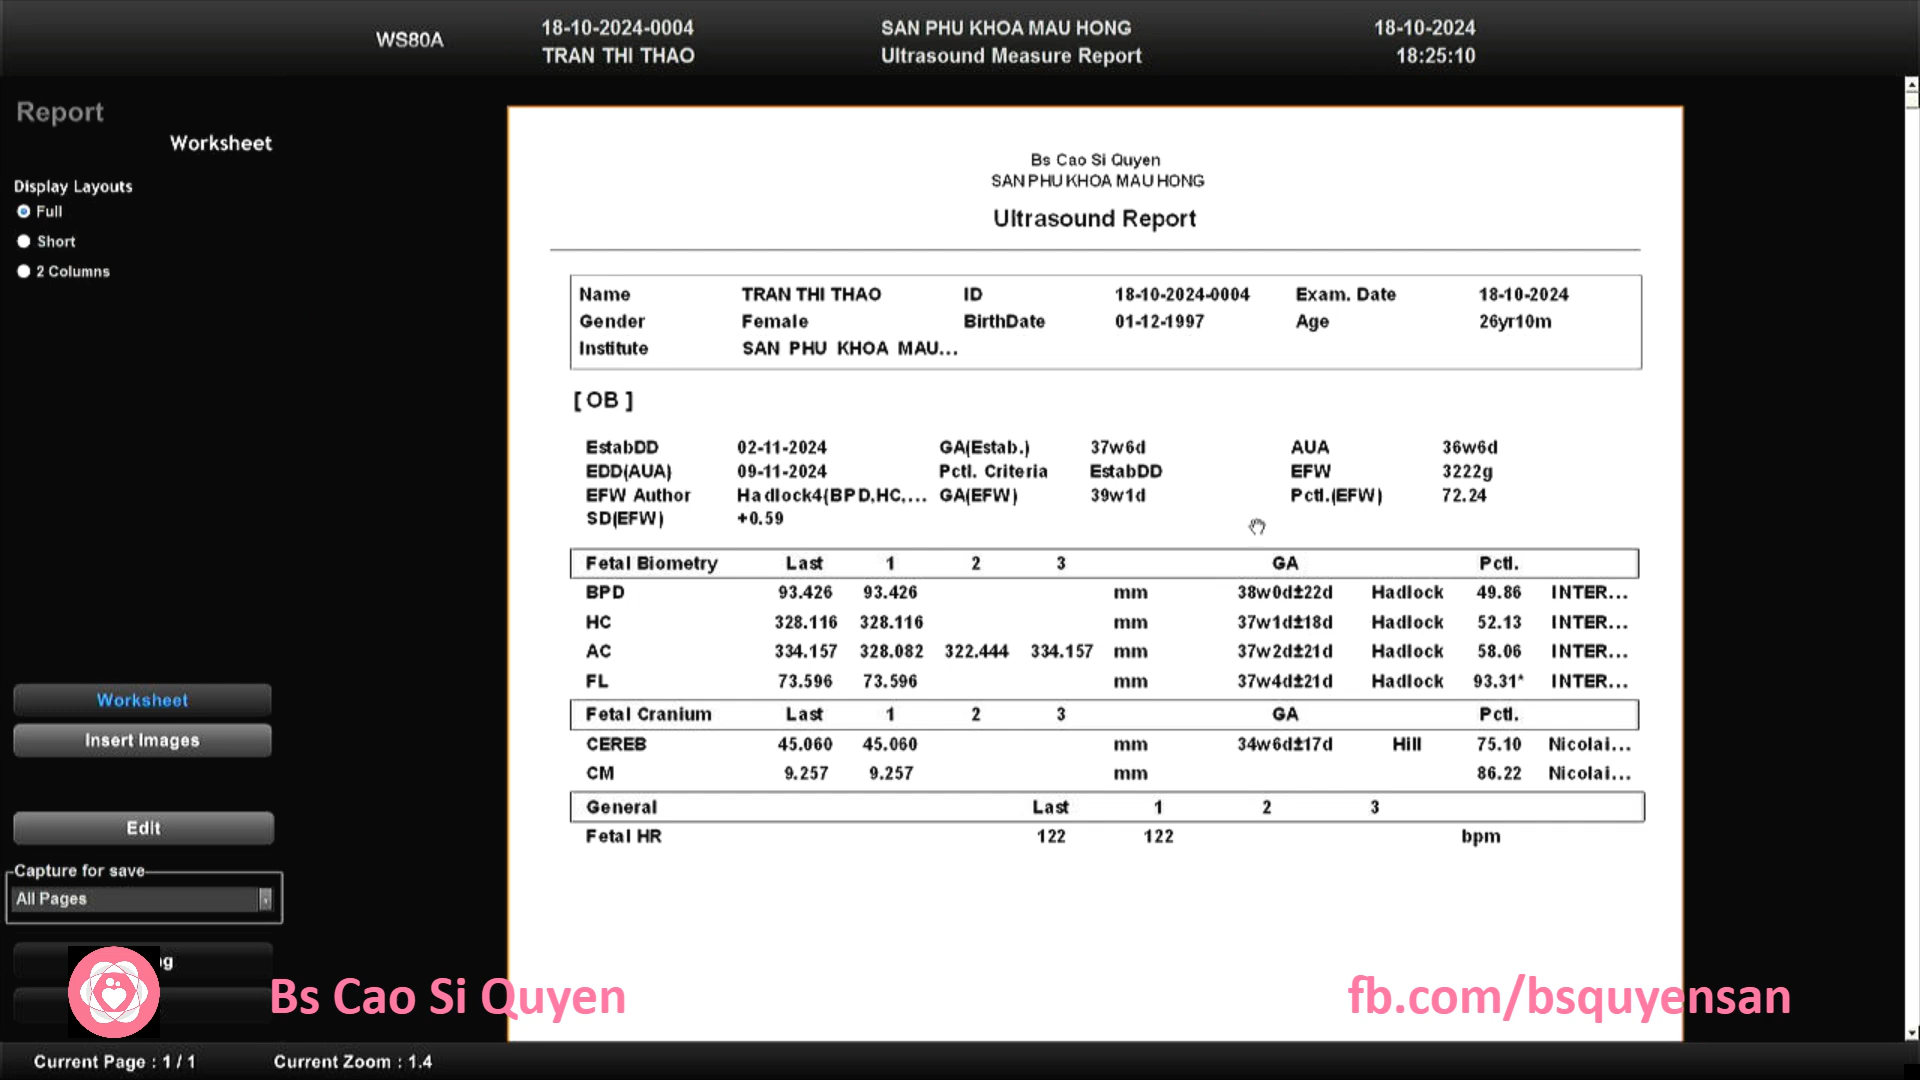 WS80A
18-10-2024-0004
TRAN THI THAO
SAN PHU KHOA MAU HONG
Ultrasound Measure Report
18-10-2024
18:25:10
Report
Worksheet
Display Layouts
Full
Short
2 Columns
Worksheet
Insert Images
Edit
Capture for save
All Pages
Bs Cao Si Quyen
SAN PHU KHOA MAU HONG
Ultrasound Report
Name TRAN THI THAO ID 18-10-2024-0004 Exam. Date 18-10-2024
Gender Female BirthDate 01-12-1997 Age 26yr10m
Institute SAN PHU KHOA MAU...
[ OB ]
EstabDD 02-11-2024 GA(Estab.) 37w6d AUA 36w6d
EDD(AUA) 09-11-2024 Pctl. Criteria EstabDD EFW 3222g
EFW Author Hadlock4(BPD,HC,... GA(EFW) 39w1d Pctl.(EFW) 72.24
SD(EFW) +0.59
Fetal Biometry Last 1 2 3 GA Pctl.
BPD 93.426 93.426 mm 38w0d±22d Hadlock 49.86 INTER...
HC 328.116 328.116 mm 37w1d±18d Hadlock 52.13 INTER...
AC 334.157 328.082 322.444 334.157 mm 37w2d±21d Hadlock 58.06 INTER...
FL 73.596 73.596 mm 37w4d±21d Hadlock 93.31* INTER...
Fetal Cranium Last 1 2 3 GA Pctl.
CEREB 45.060 45.060 mm 34w6d±17d Hill 75.10 Nicolai...
CM 9.257 9.257 mm 86.22 Nicolai...
General Last 1 2 3
Fetal HR 122 122 bpm
Bs Cao Si Quyen
fb.com/bsquyensan
Current Page : 1 / 1
Current Zoom : 1.4